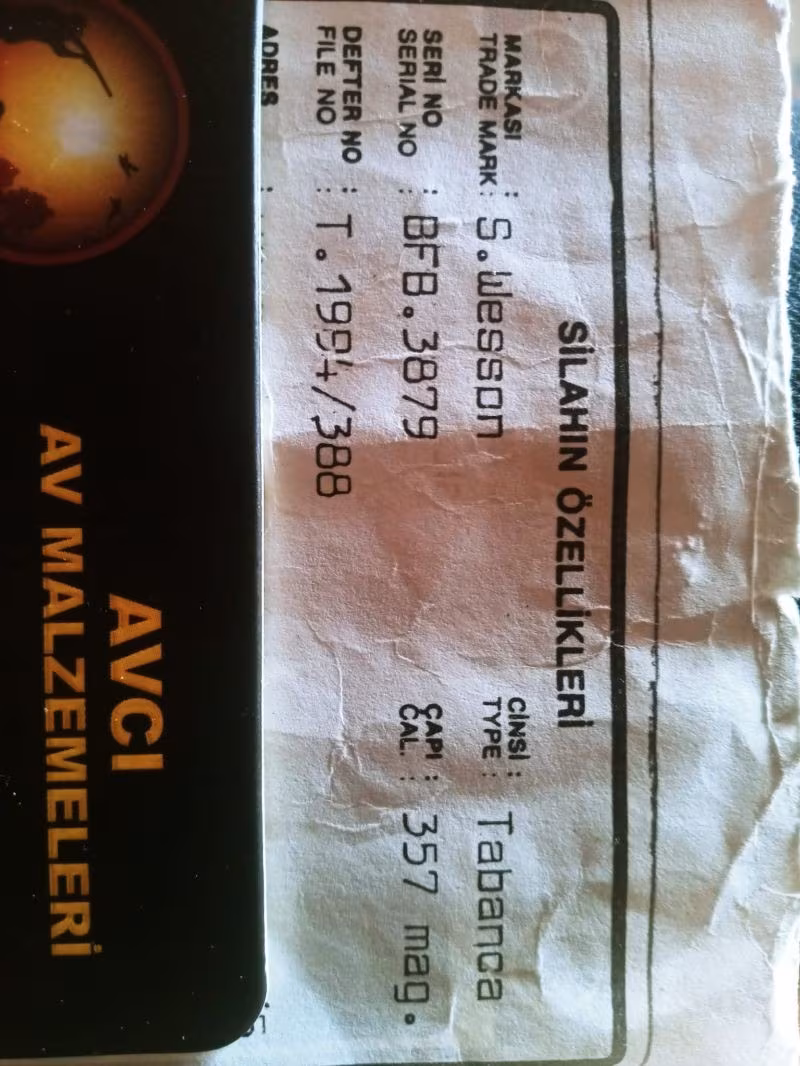 SİLAHIN ÖZELLİKLERİ
MARKASI : CİNSİ :
TRADE MARK : S.Wesson TYPE : Tabanca
SERİ NO : ÇAPI :
SERIAL NO : BFB.3879 CAL. : 357 mag.
DEFTER NO :
FILE NO : T.1994/388
ADRES :
AVCI
AV MALZEMELERİ